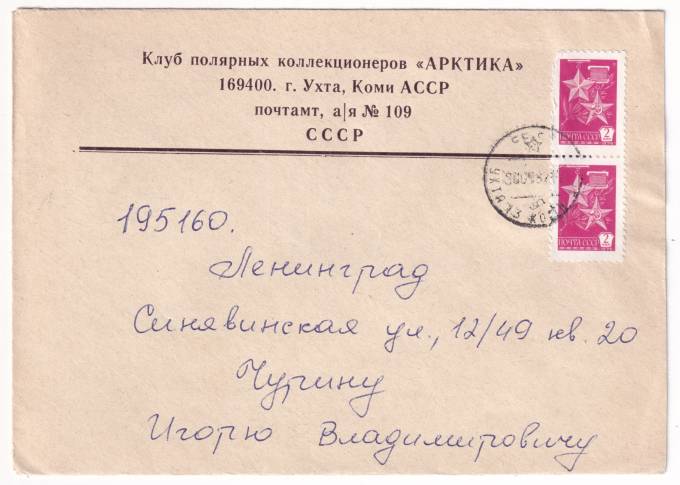 Клуб полярных коллекционеров «АРКТИКА»
169400. г. Ухта, Коми АССР
почтамт, а/я № 109
СССР
ПОЧТА СССР 2
ПОЧТА СССР 2
195160.
Ленинград
Синявинская ул., 12/49 кв. 20
Чупину
Игорю Владимировичу